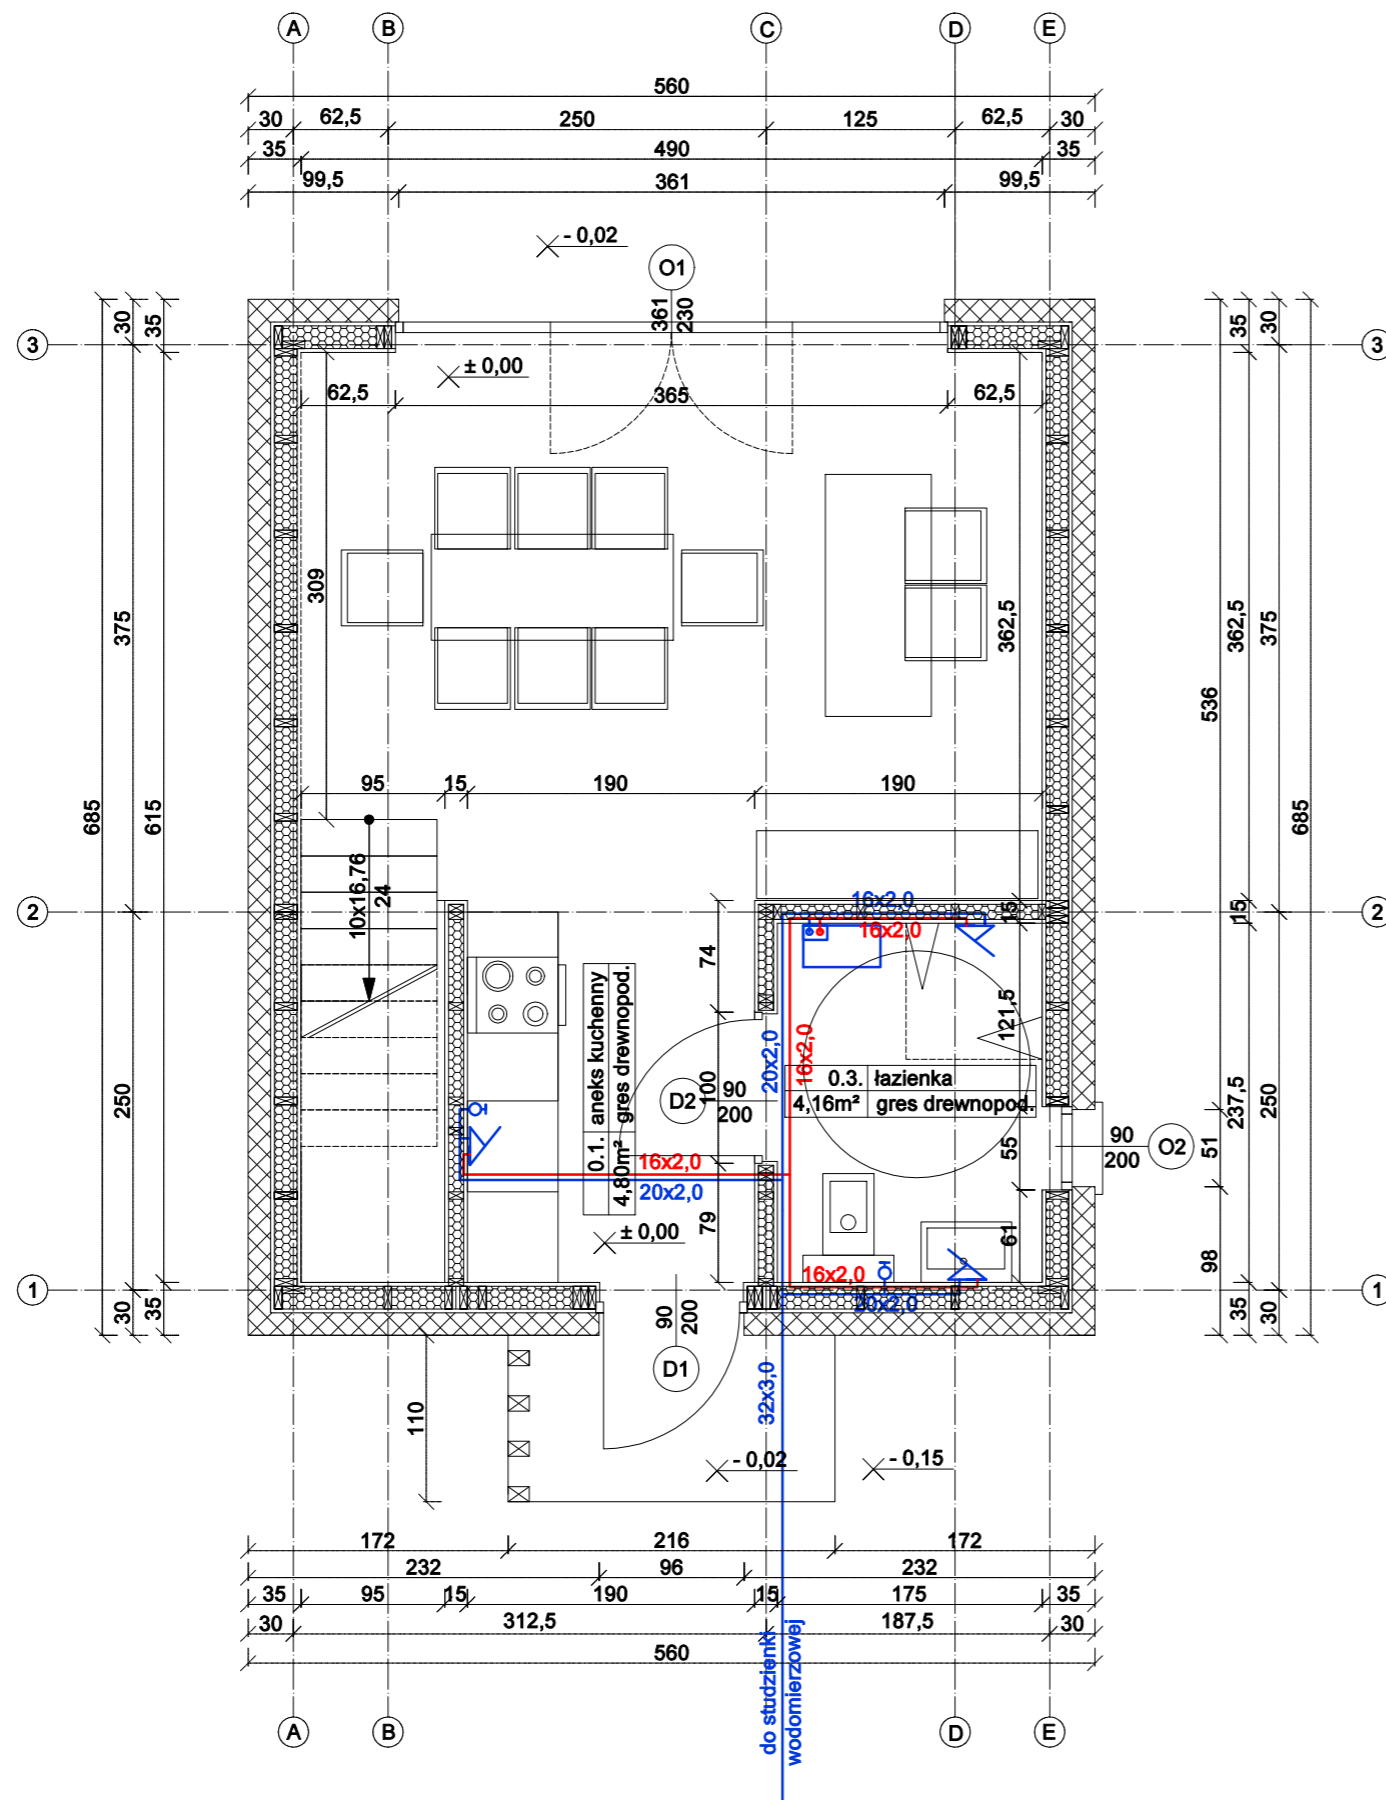 A B C D E
560
30 62,5 250 125 62,5 30
35 490 35
99,5 361 99,5
- 0,02
O1
361
230
3
3
30 35
35 30
± 0,00
62,5 365 62,5
309
362,5
685 375 615
536 362,5 375 685
95 15 190 190
10x16,76
24
2
2
16x2,0
16x2,0
15
15
74
20x2,0
16x2,0
121,5
100
0.1. aneks kuchenny
4,80m² gres drewnopod.
D2
90
200
0.3. łazienka
4,16m² gres drewnopod.
250
55
51 237,5 250
90
200
O2
16x2,0
20x2,0
79
± 0,00
61
98
16x2,0
20x2,0
1
1
30 35
35 30
90
200
D1
32x3,0
110
- 0,02
- 0,15
172 216 172
232 96 232
35 95 15 190 15 175 35
30 312,5 187,5 30
560
do studzienki
wodomierzowej
A B D E